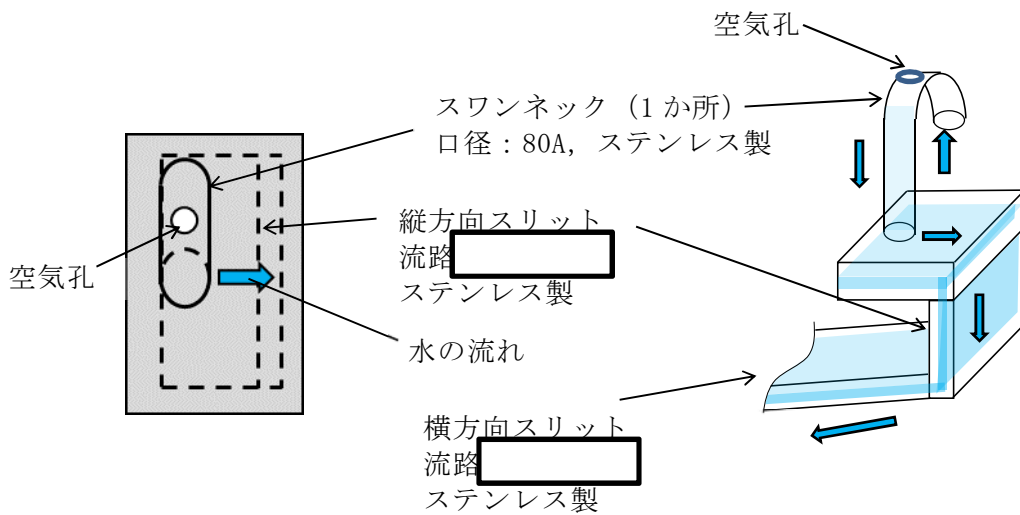 空気孔
スワンネック（1 か所）
口径：80A，ステンレス製
縦方向スリット
流路
ステンレス製
空気孔
水の流れ
横方向スリット
流路
ステンレス製